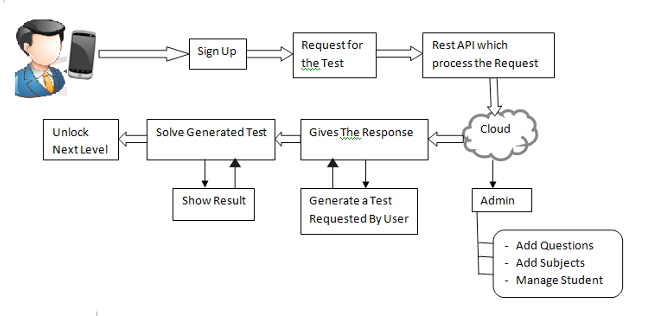 Sign Up
Request for
the Test
Rest API which
process the Request
Unlock
Next Level
Solve Generated Test
Gives The Response
Cloud
Show Result
Generate a Test
Requested By User
Admin
- Add Questions
- Add Subjects
- Manage Student